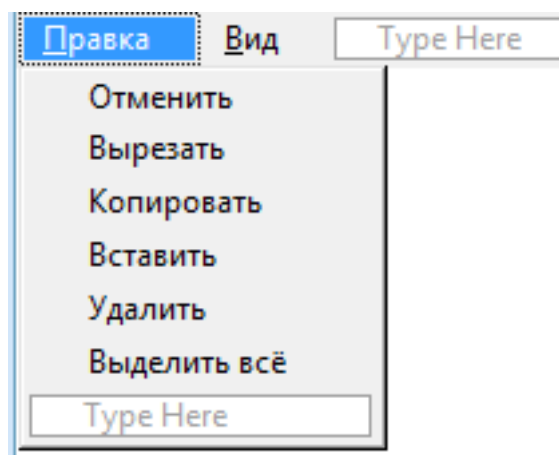 Правка Вид Type Here
Отменить
Вырезать
Копировать
Вставить
Удалить
Выделить всё
Type Here